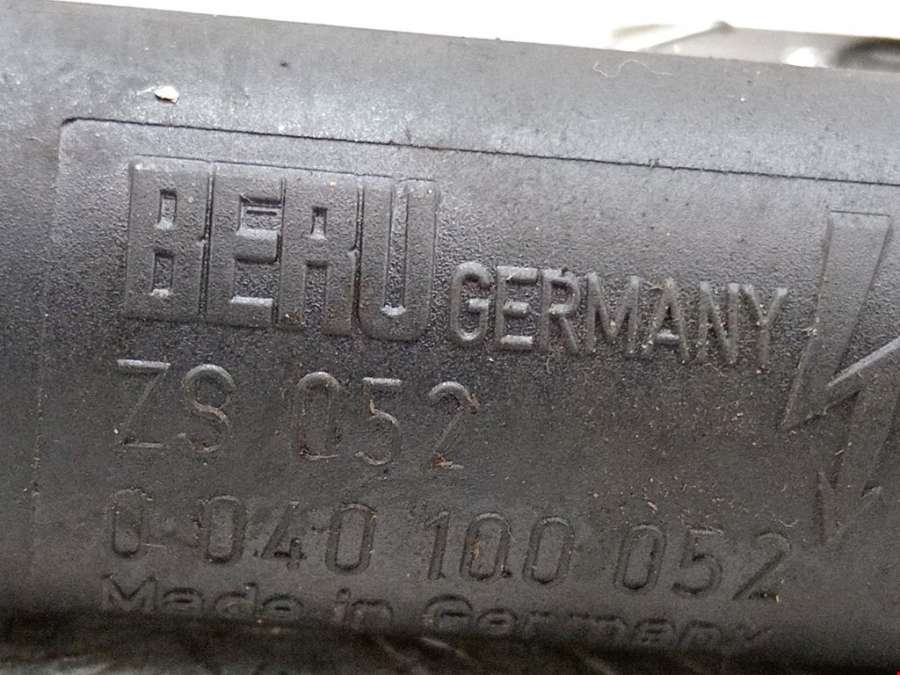 BERU GERMANY
ZS 052
0 040 100 052
Made in Germany